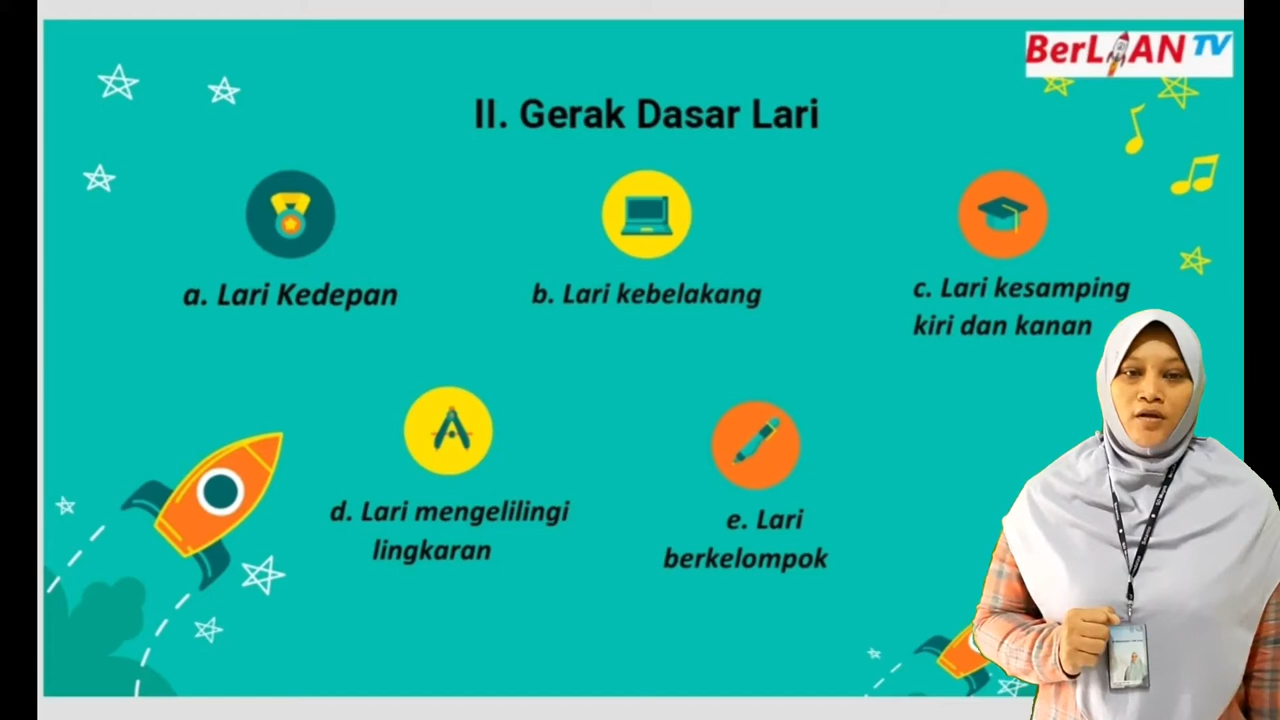 BerLIAN TV
II. Gerak Dasar Lari
a. Lari Kedepan
b. Lari kebelakang
c. Lari kesamping
kiri dan kanan
d. Lari mengelilingi
lingkaran
e. Lari
berkelompok